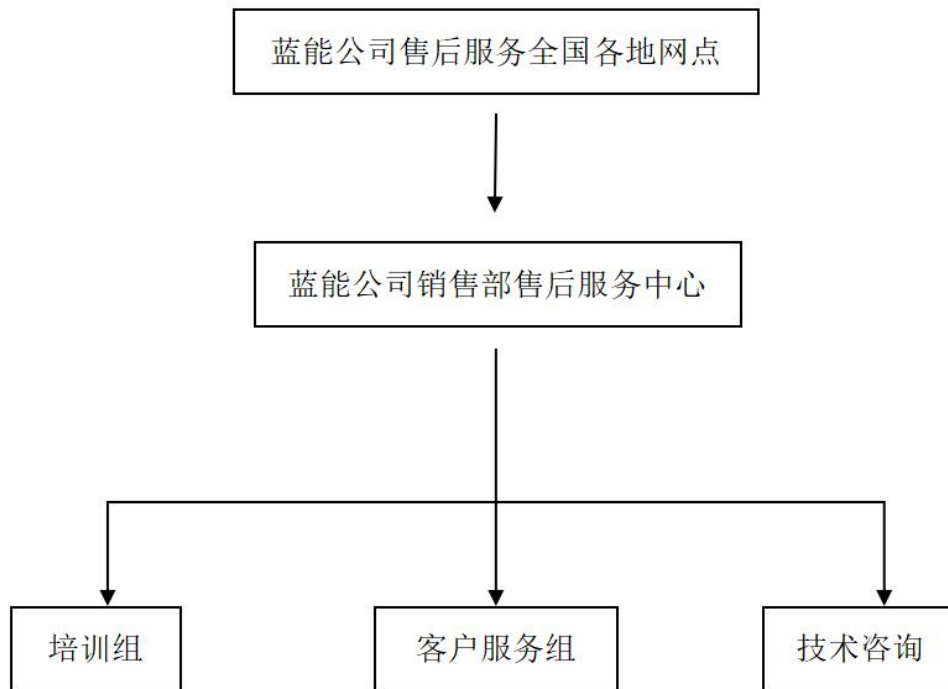 蓝能公司售后服务全国各地网点
蓝能公司销售部售后服务中心
培训组
客户服务组
技术咨询